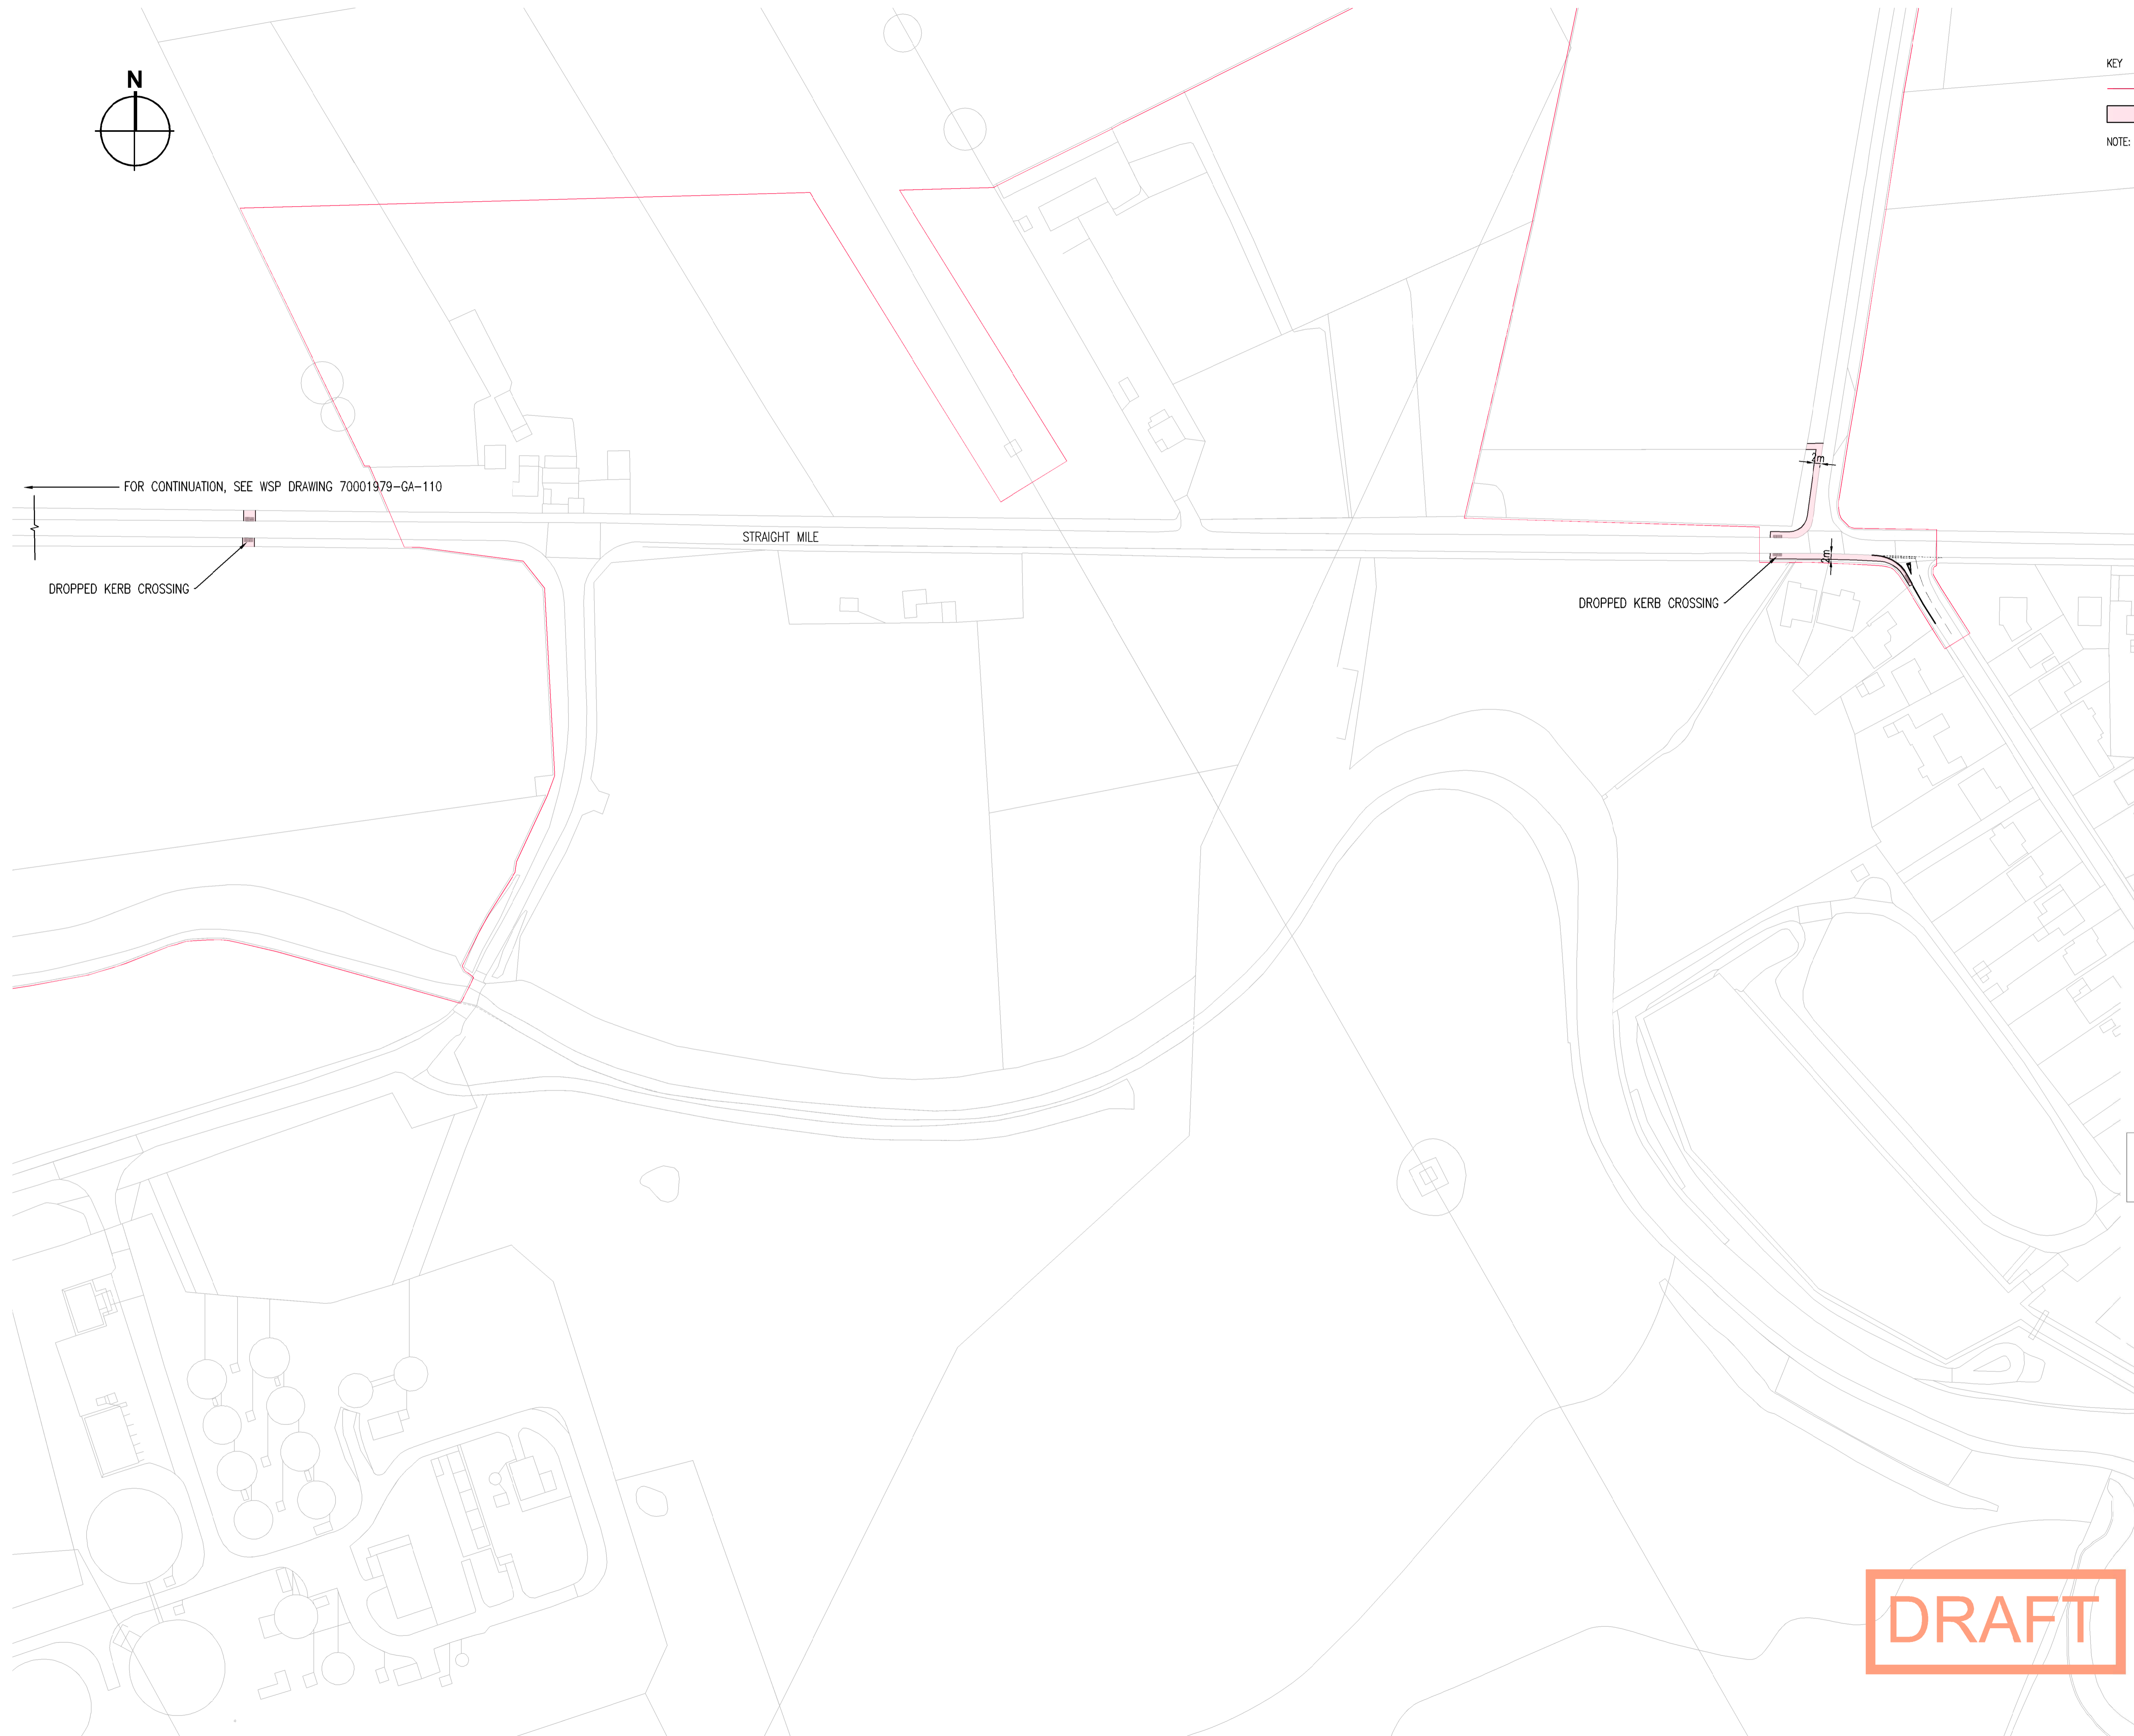 N
KEY
NOTE:
2m
FOR CONTINUATION, SEE WSP DRAWING 70001979-GA-110
STRAIGHT MILE
2m
DROPPED KERB CROSSING
DROPPED KERB CROSSING
DRAFT